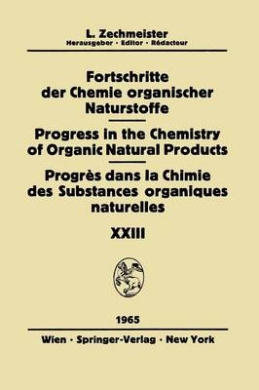 L. Zechmeister
Herausgeber · Editor · Rédacteur
Fortschritte
der Chemie organischer
Naturstoffe
Progress in the Chemistry
of Organic Natural Products
Progrès dans la Chimie
des Substances organiques
naturelles
XXIII
1965
Wien · Springer-Verlag · New York